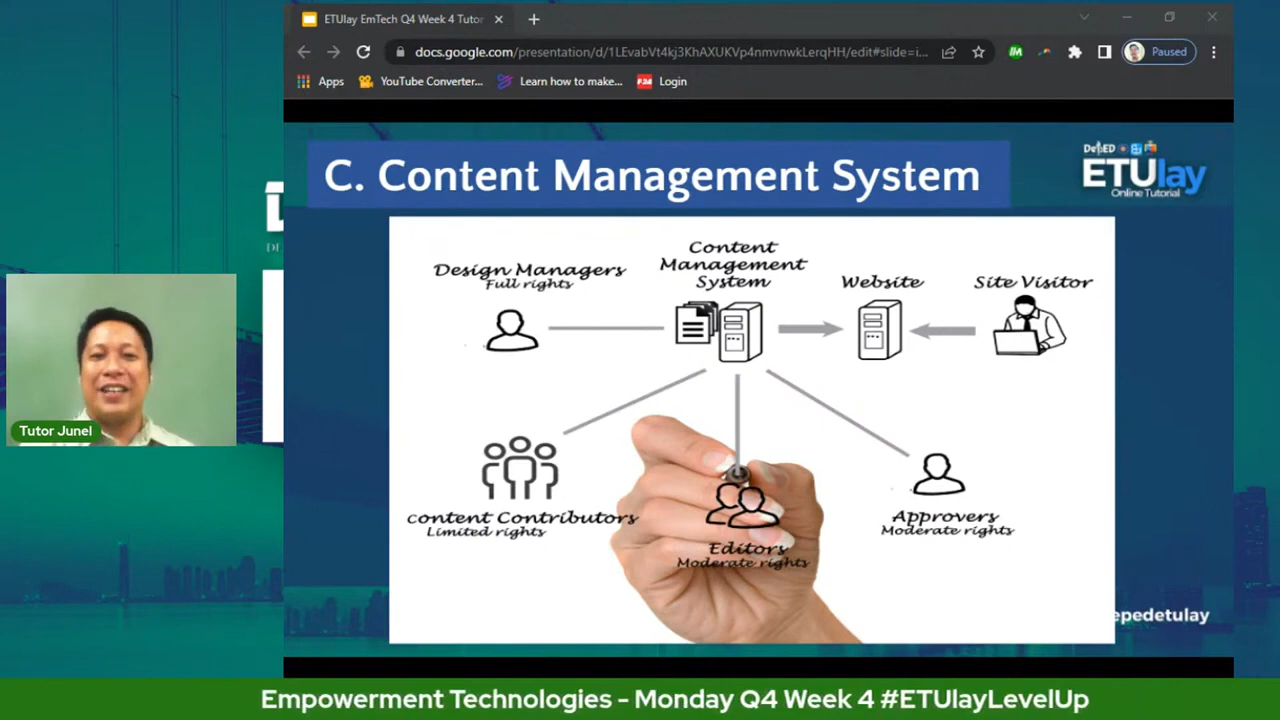 ETUlay EmTech Q4 Week 4 Tutor
docs.google.com/presentation/d/1LEvabVt4kj3KhAXUKVp4nmvnwkLerqHH/edit#slide=i...
Paused
Apps
YouTube Converter...
Learn how to make...
Login
C. Content Management System
DepED
ETUlay
Online Tutorial
Design Managers
Full rights
Content
Management
System
Website
Site Visitor
Content Contributors
Limited rights
Editors
Moderate rights
Approvers
Moderate rights
epedetulay
Tutor Junel
Empowerment Technologies - Monday Q4 Week 4 #ETUlayLevelUp